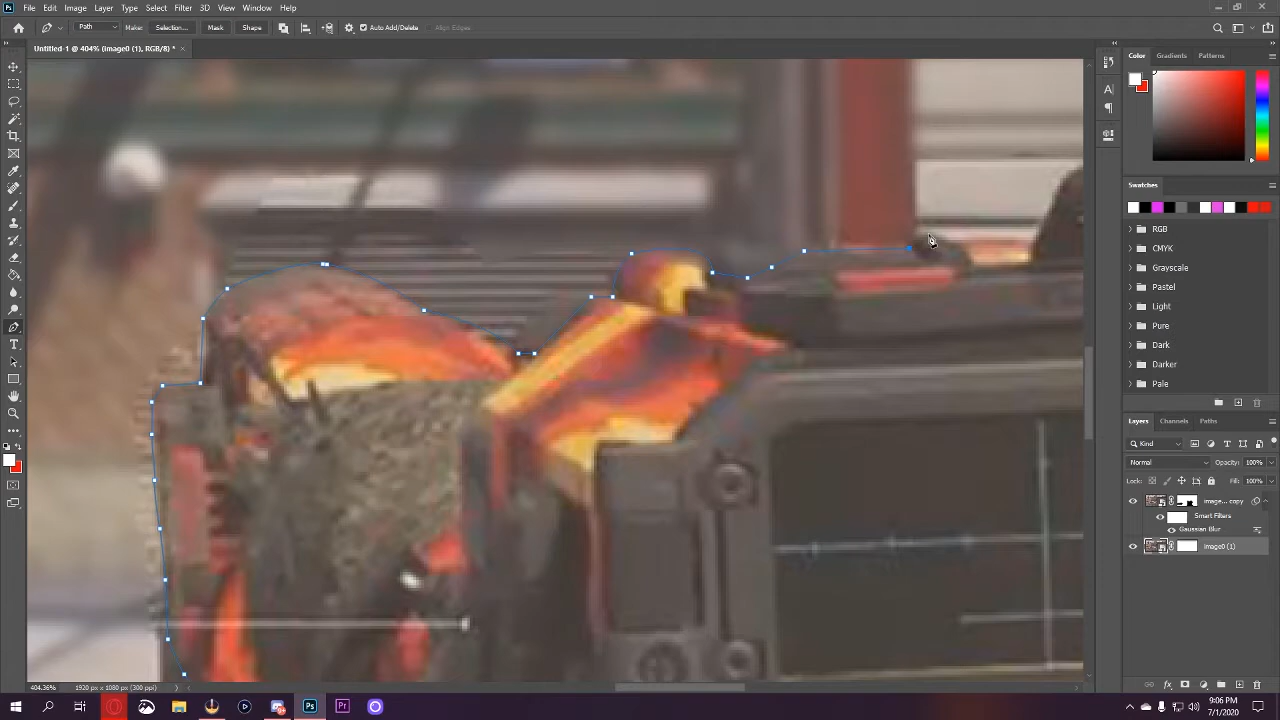 File Edit Image Layer Type Select Filter 3D View Window Help
Path Make: Selection... Mask Shape Auto Add/Delete Align Edges
Untitled-1 @ 404% (image0 (1), RGB/8) * ×
Color Gradients Patterns
Swatches
RGB
CMYK
Grayscale
Pastel
Light
Pure
Dark
Darker
Pale
Layers Channels Paths
Kind
Normal Opacity: 100%
Lock: Fill: 100%
image... copy
Smart Filters
Gaussian Blur
image0 (1)
404.36% 1920 px x 1080 px (300 ppi)
9:06 PM
7/1/2020